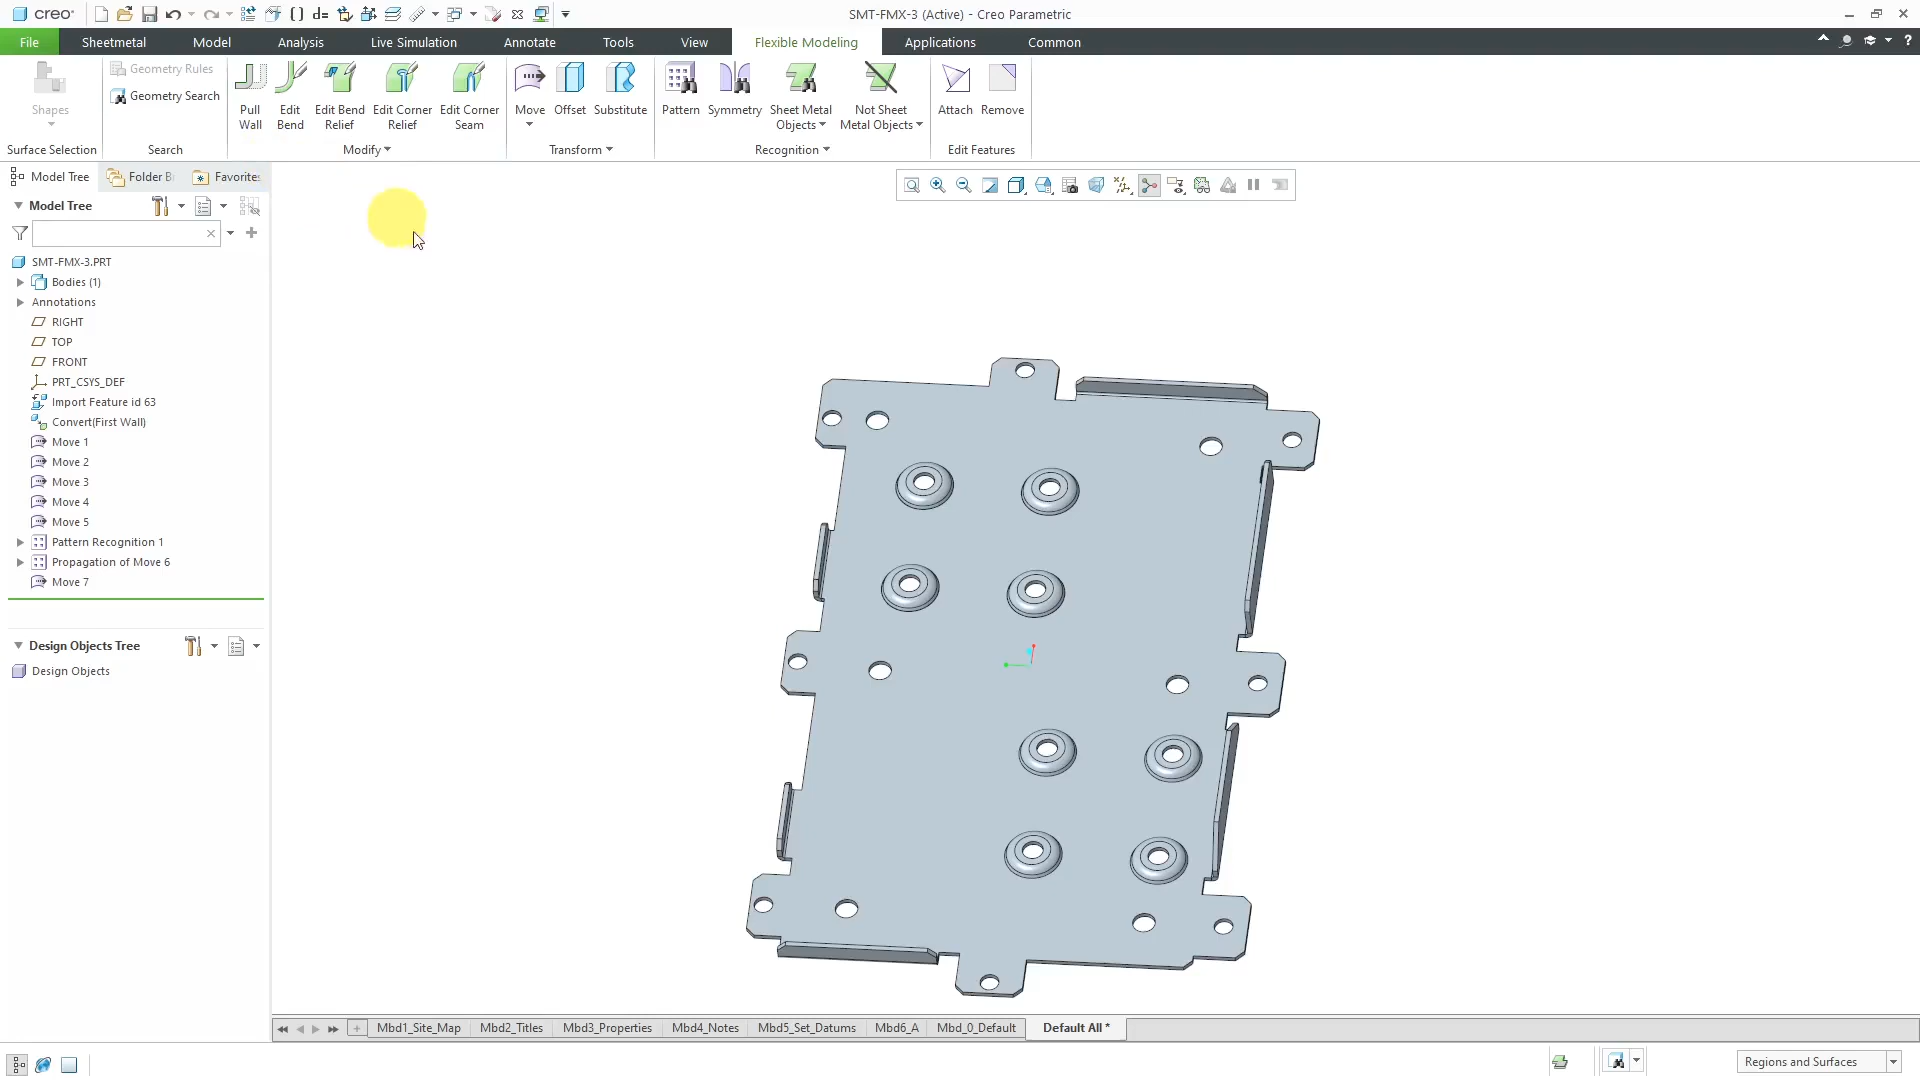 creo
SMT-FMX-3 (Active) - Creo Parametric
File Sheetmetal Model Analysis Live Simulation Annotate Tools View Flexible Modeling Applications Common
Shapes
Geometry Rules
Geometry Search
Pull Wall
Edit Bend
Edit Bend Relief
Edit Corner Relief
Edit Corner Seam
Move
Offset
Substitute
Pattern
Symmetry
Sheet Metal Objects
Not Sheet Metal Objects
Attach
Remove
Surface Selection Search Modify Transform Recognition Edit Features
Model Tree Folder Br Favorites
Model Tree
SMT-FMX-3.PRT
Bodies (1)
Annotations
RIGHT
TOP
FRONT
PRT_CSYS_DEF
Import Feature id 63
Convert(First Wall)
Move 1
Move 2
Move 3
Move 4
Move 5
Pattern Recognition 1
Propagation of Move 6
Move 7
Design Objects Tree
Design Objects
Mbd1_Site_Map Mbd2_Titles Mbd3_Properties Mbd4_Notes Mbd5_Set_Datums Mbd6_A Mbd_0_Default Default All *
Regions and Surfaces